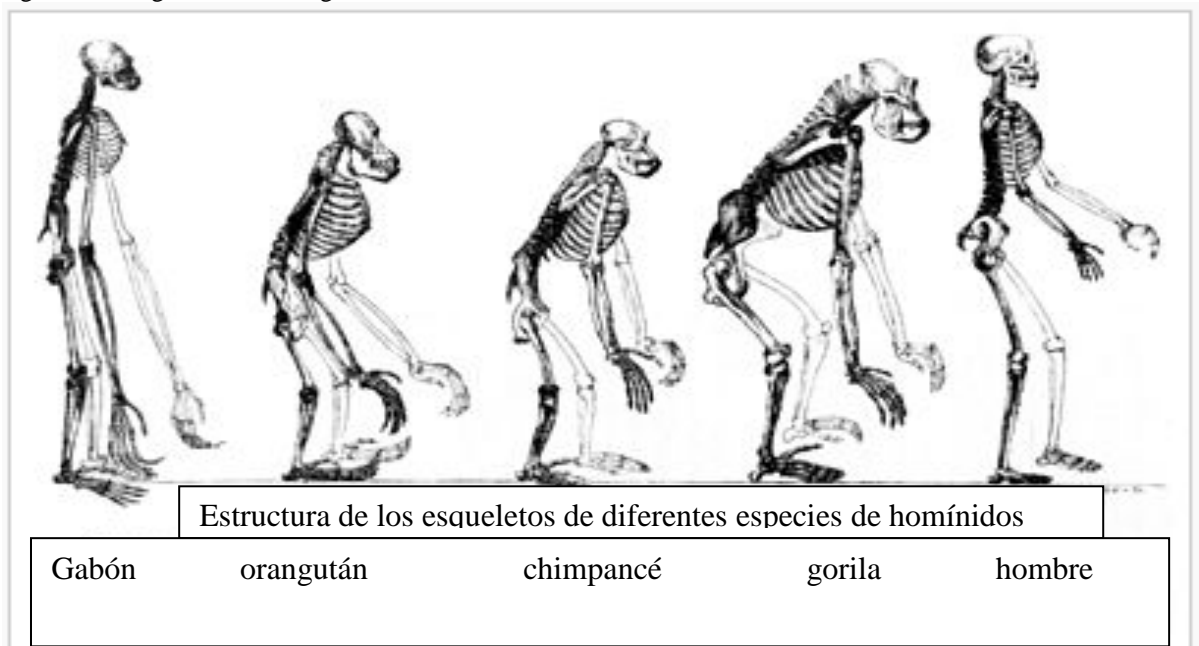 Estructura de los esqueletos de diferentes especies de homínidos
Gabón orangután chimpancé gorila hombre